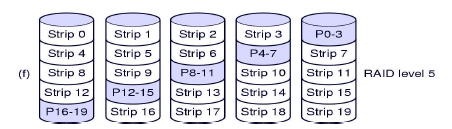 Strip 0 Strip 1 Strip 2 Strip 3 P0-3
Strip 4 Strip 5 Strip 6 P4-7 Strip 7
(f) Strip 8 Strip 9 P8-11 Strip 10 Strip 11 RAID level 5
Strip 12 P12-15 Strip 13 Strip 14 Strip 15
P16-19 Strip 16 Strip 17 Strip 18 Strip 19